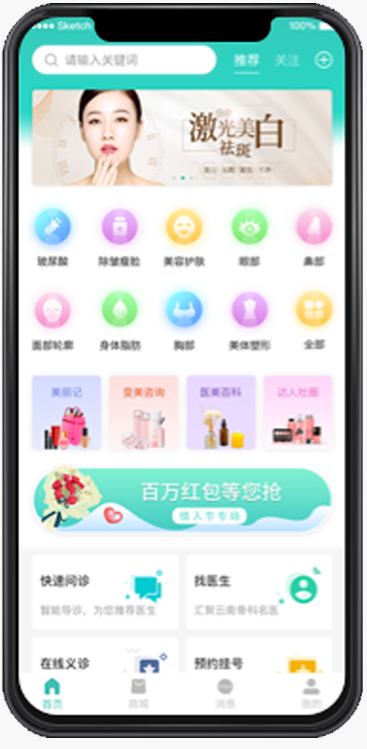 Sketch 100%
请输入关键词 推荐 关注
激光美白
祛斑
玻尿酸 除皱瘦脸 美容护肤 眼部 鼻部
面部轮廓 身体脂肪 胸部 美体塑形 全部
美丽记 变美咨询 医美百科 达人社圈
百万红包等您抢
情人节专场
快速问诊 找医生
智能导诊，为您推荐医生 汇聚云南骨科名医
在线义诊 预约挂号
首页 商城 消息 我的